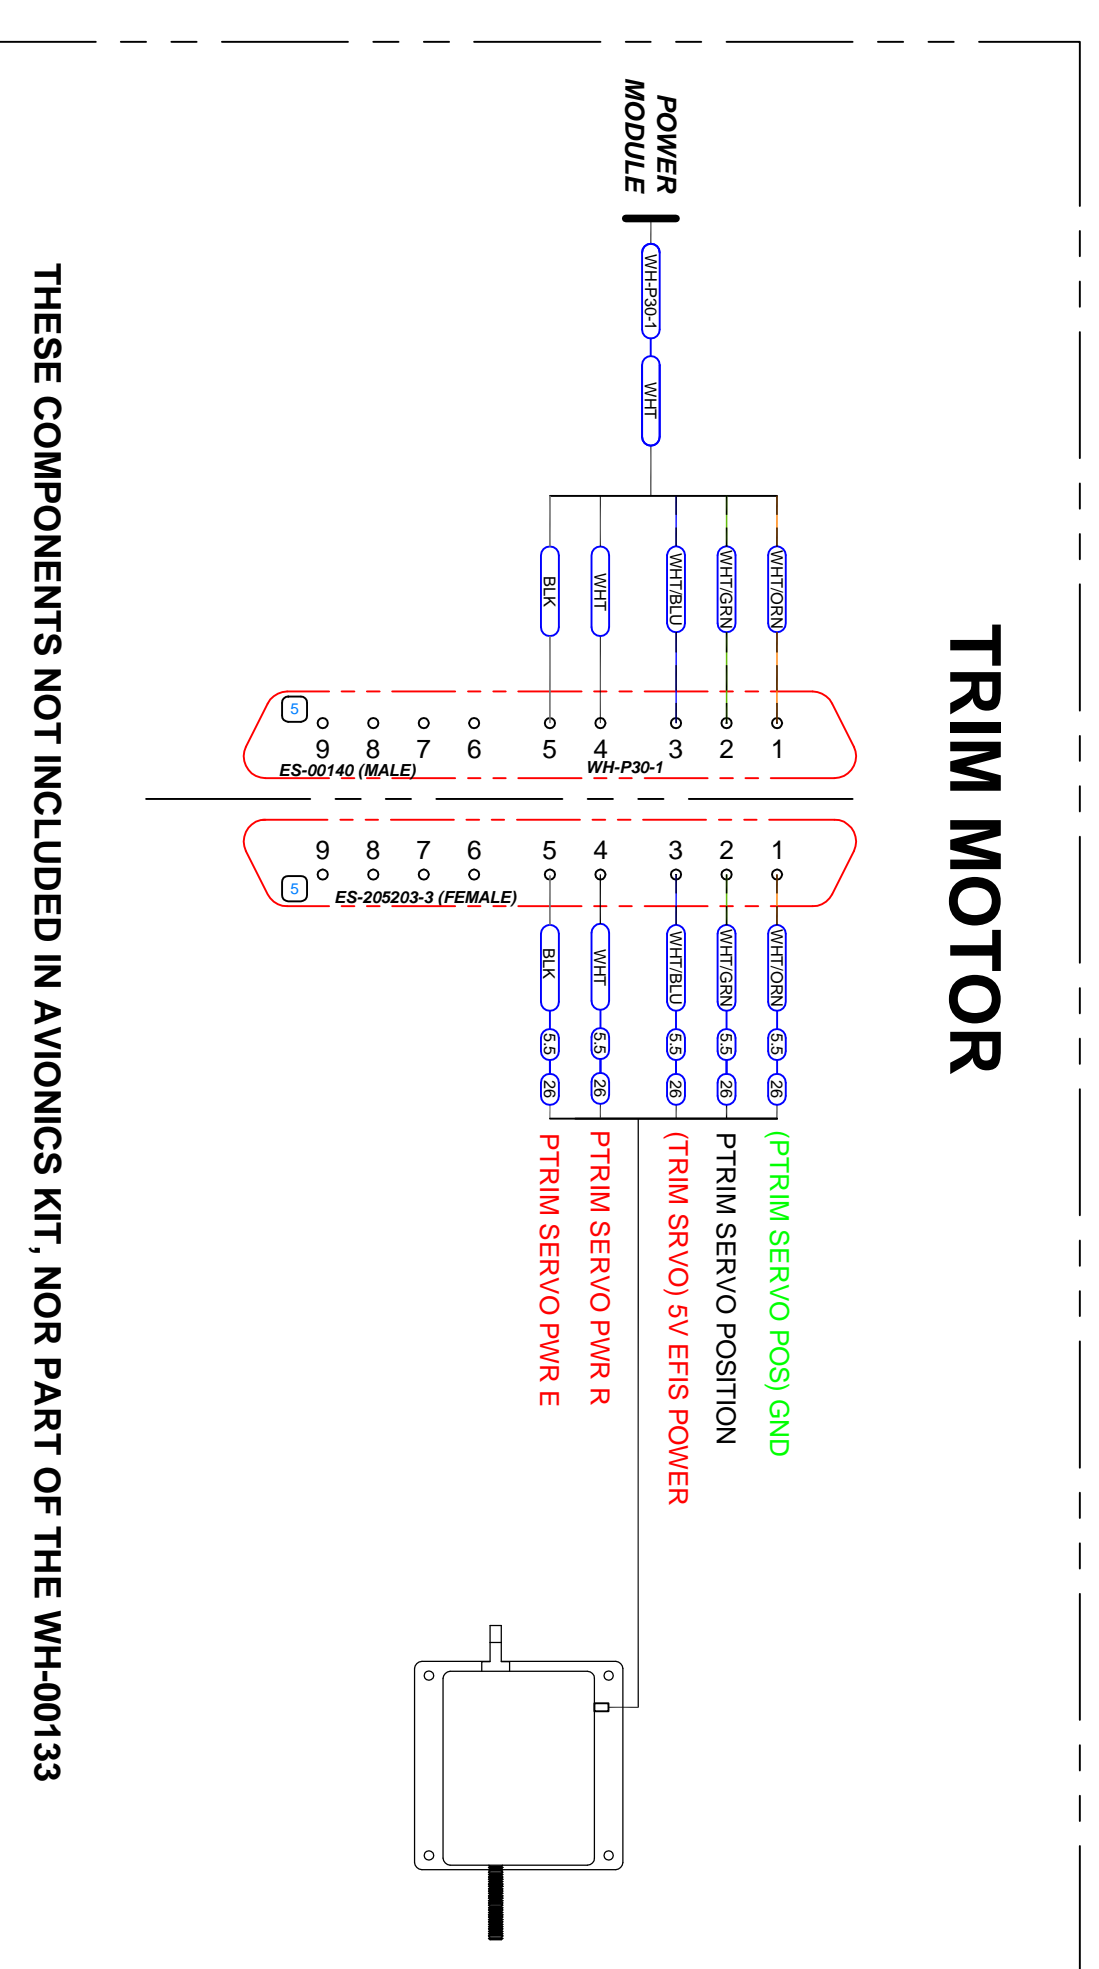 TRIM MOTOR
POWER
MODULE
WH-P30-1
WHT
WHT/ORN
WHT/GRN
WHT/BLU
WHT
BLK
1
2
3
4
5
6
7
8
9
5
WH-P30-1
ES-00140 (MALE)
1
2
3
4
5
6
7
8
9
5
ES-205203-3 (FEMALE)
WHT/ORN 5.5 26 (PTRIM SERVO POS) GND
WHT/GRN 5.5 26 PTRIM SERVO POSITION
WHT/BLU 5.5 26 (TRIM SRVO) 5V EFIS POWER
WHT 5.5 26 PTRIM SERVO PWR R
BLK 5.5 26 PTRIM SERVO PWR E
THESE COMPONENTS NOT INCLUDED IN AVIONICS KIT, NOR PART OF THE WH-00133